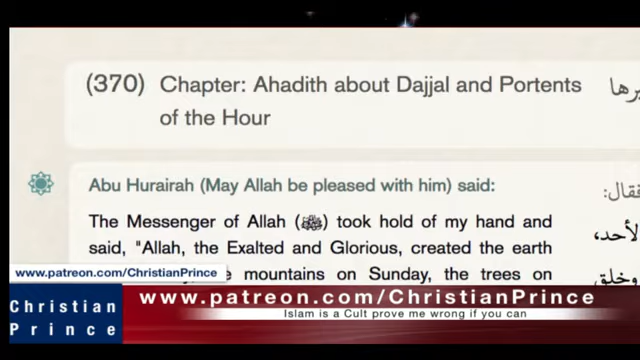 (370) Chapter: Ahadith about Dajjal and Portents
of the Hour
Abu Hurairah (May Allah be pleased with him) said:
The Messenger of Allah (ﷺ) took hold of my hand and
said, "Allah, the Exalted and Glorious, created the earth
mountains on Sunday, the trees on
فقال:
لأحد،
وخلق
www.patreon.com/ChristianPrince
Christian
Prince
www.patreon.com/ChristianPrince
Islam is a Cult prove me wrong if you can